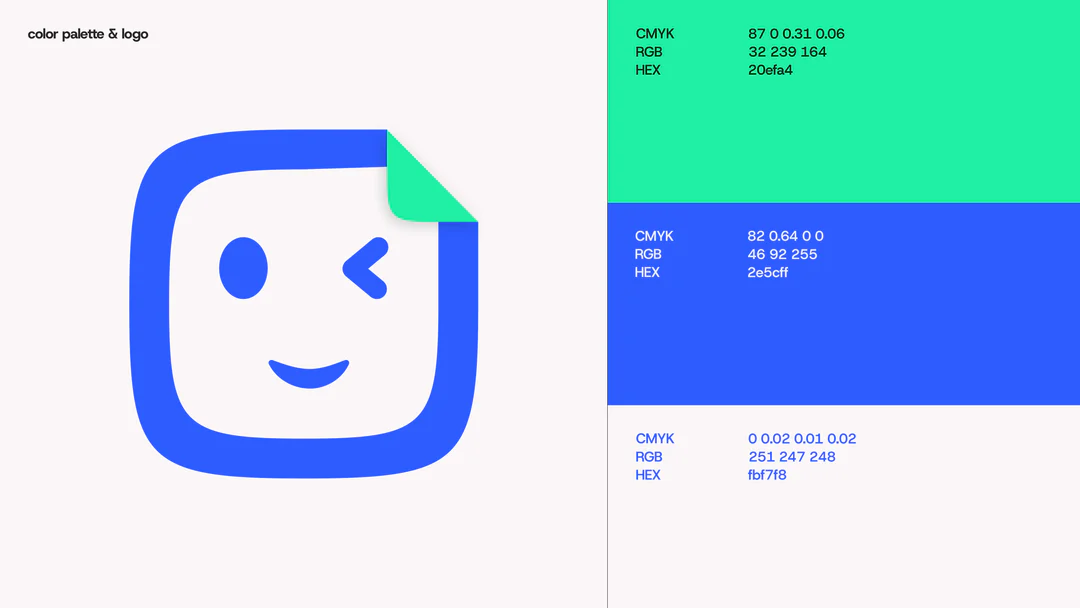 color palette & logo
CMYK 87 0 0.31 0.06
RGB 32 239 164
HEX 20efa4
CMYK 82 0.64 0 0
RGB 46 92 255
HEX 2e5cff
CMYK 0 0.02 0.01 0.02
RGB 251 247 248
HEX fbf7f8